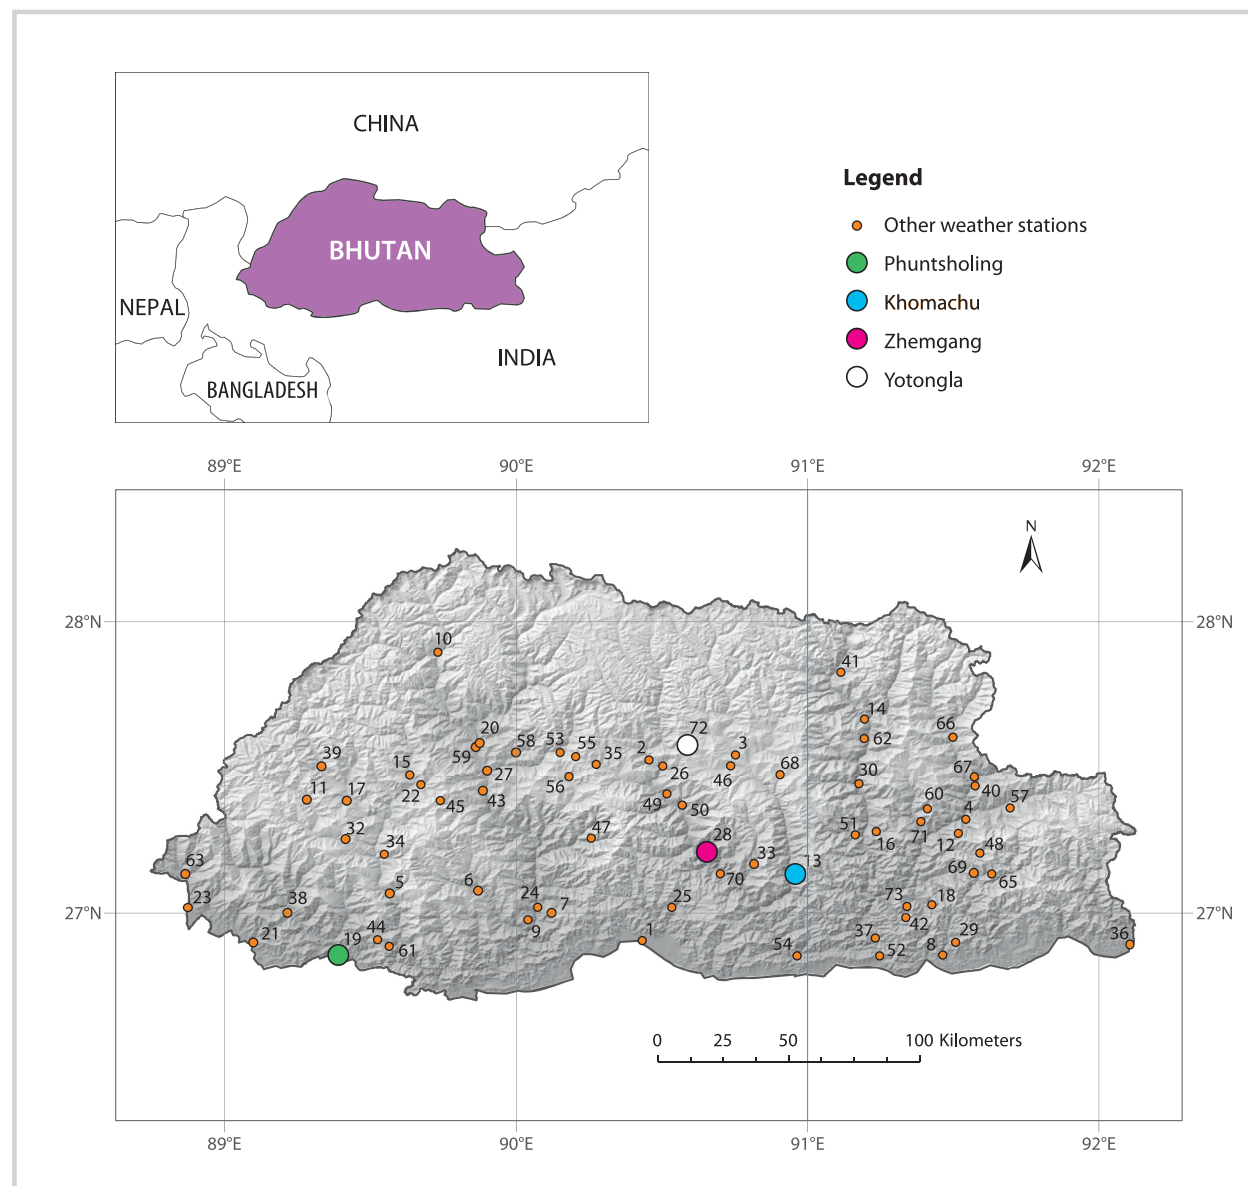 CHINA
BHUTAN
NEPAL
INDIA
BANGLADESH
Legend
Other weather stations
Phuntsholing
Khomachu
Zhemgang
Yotongla
89°E 90°E 91°E 92°E
N
28°N 28°N
10
41
14
66
20 72
59 58 53 55 35 2 3 62
39
15 27 56 26 46 68 30 67
11 17 22 45 43 49 50 60 40 57
4
32 34 47 28 51 16 71 12 48
63 33 13
5 6 70 69 65
23 38 24 7 25 73 18
9 42
21 19 44 61 1 54 37 52 8 29 36
27°N 27°N
0 25 50 100 Kilometers
89°E 90°E 91°E 92°E